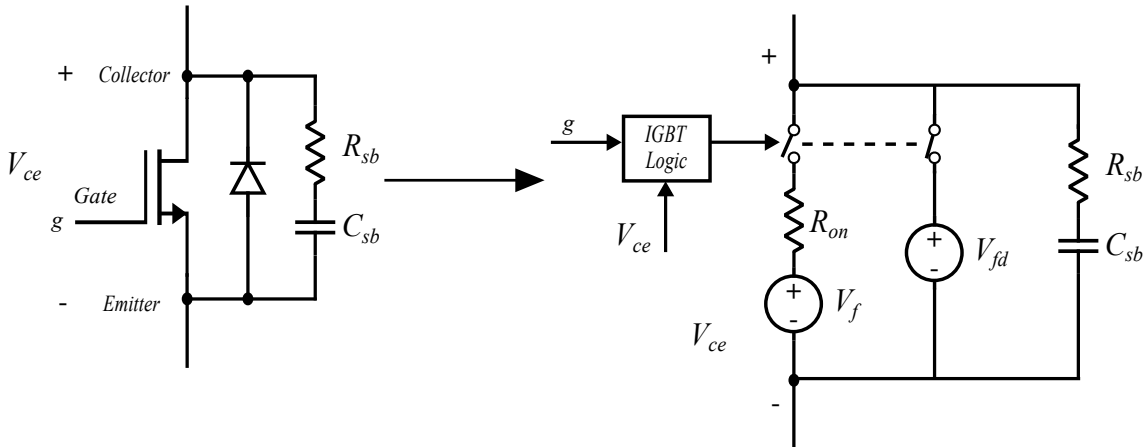 + Collector
R_sb
V_ce
Gate
g
C_sb
- Emitter
+
g
IGBT
Logic
V_ce
R_on
R_sb
+
-
V_fd
C_sb
+
-
V_f
V_ce
-